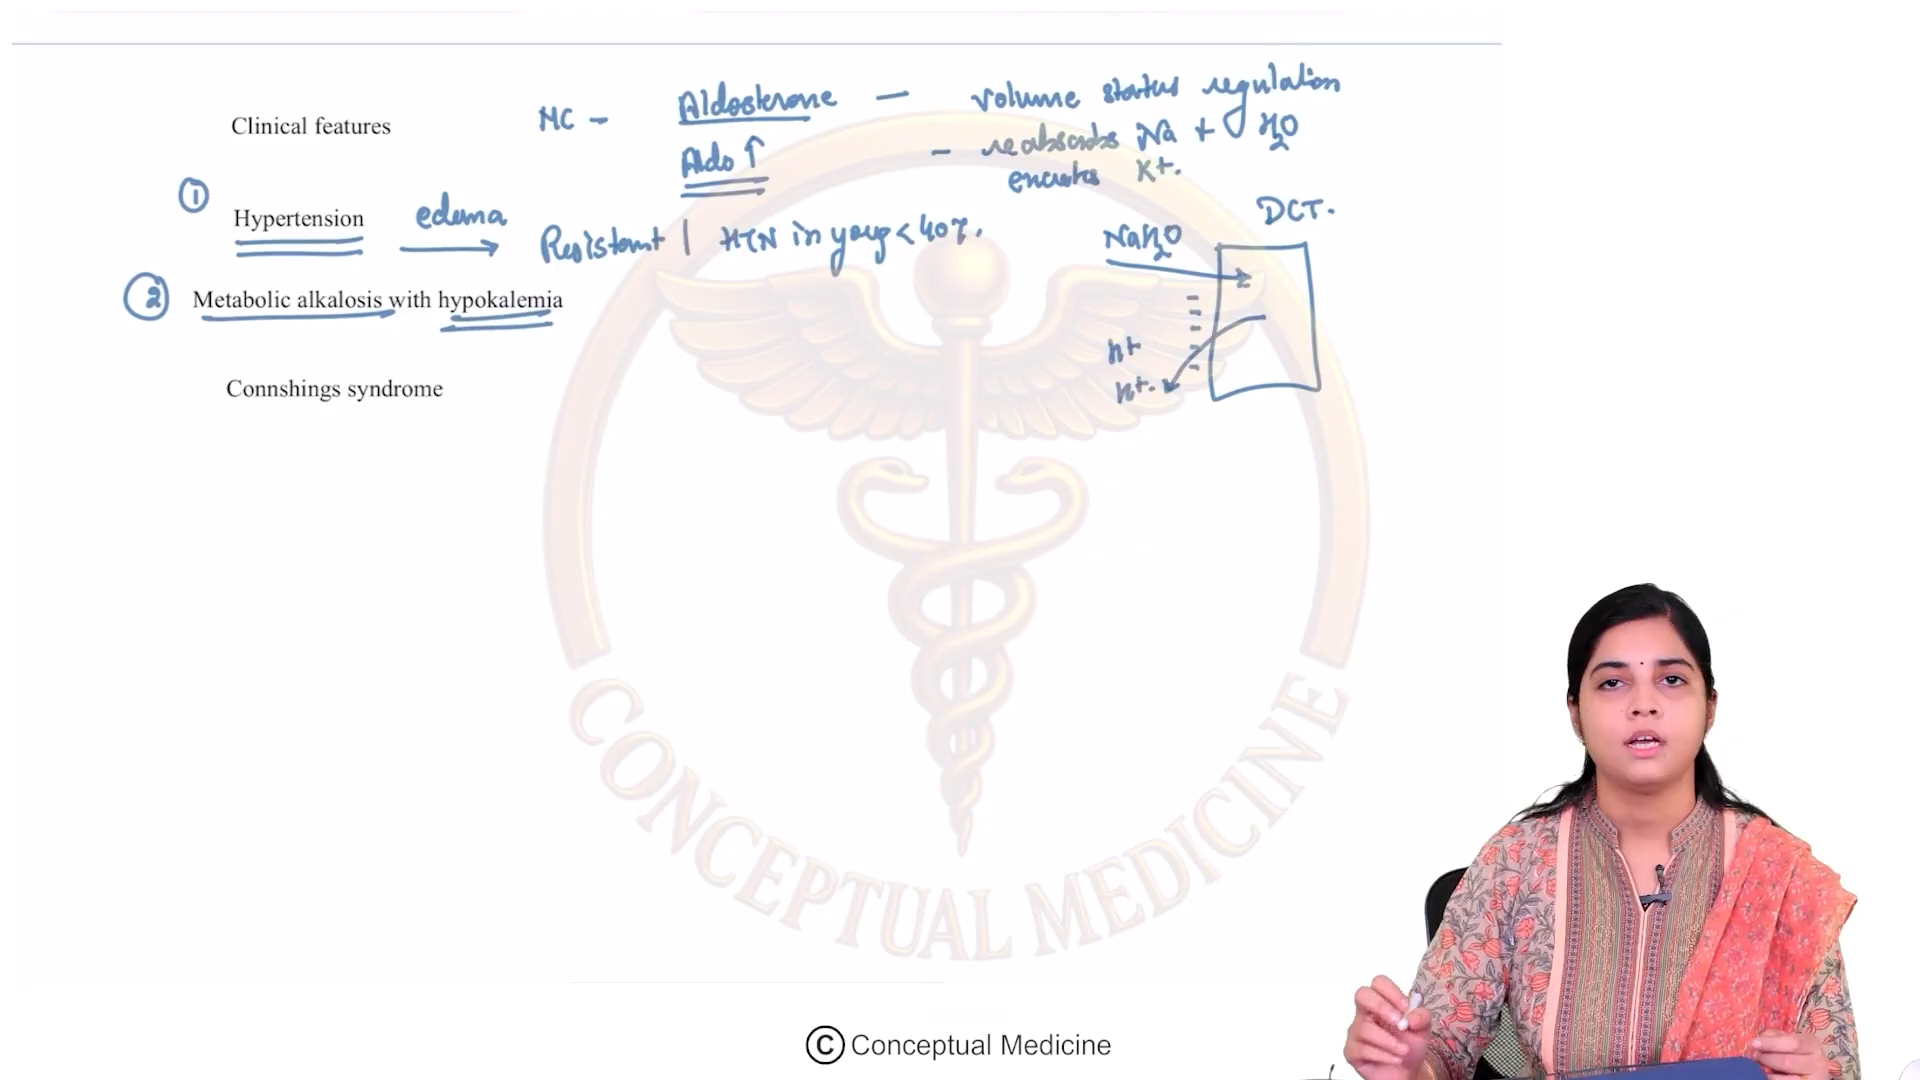 MC - Aldosterone - volume status regulation
Clinical features
Aldo ↑ - reabsorbs Na + H2O
excretes K+.
①
Hypertension edema → Resistant | HTN in young < 40y.
DCT.
NaH2O
② Metabolic alkalosis with hypokalemia
H+
K+.
Connshings syndrome
CONCEPTUAL MEDICINE
© Conceptual Medicine